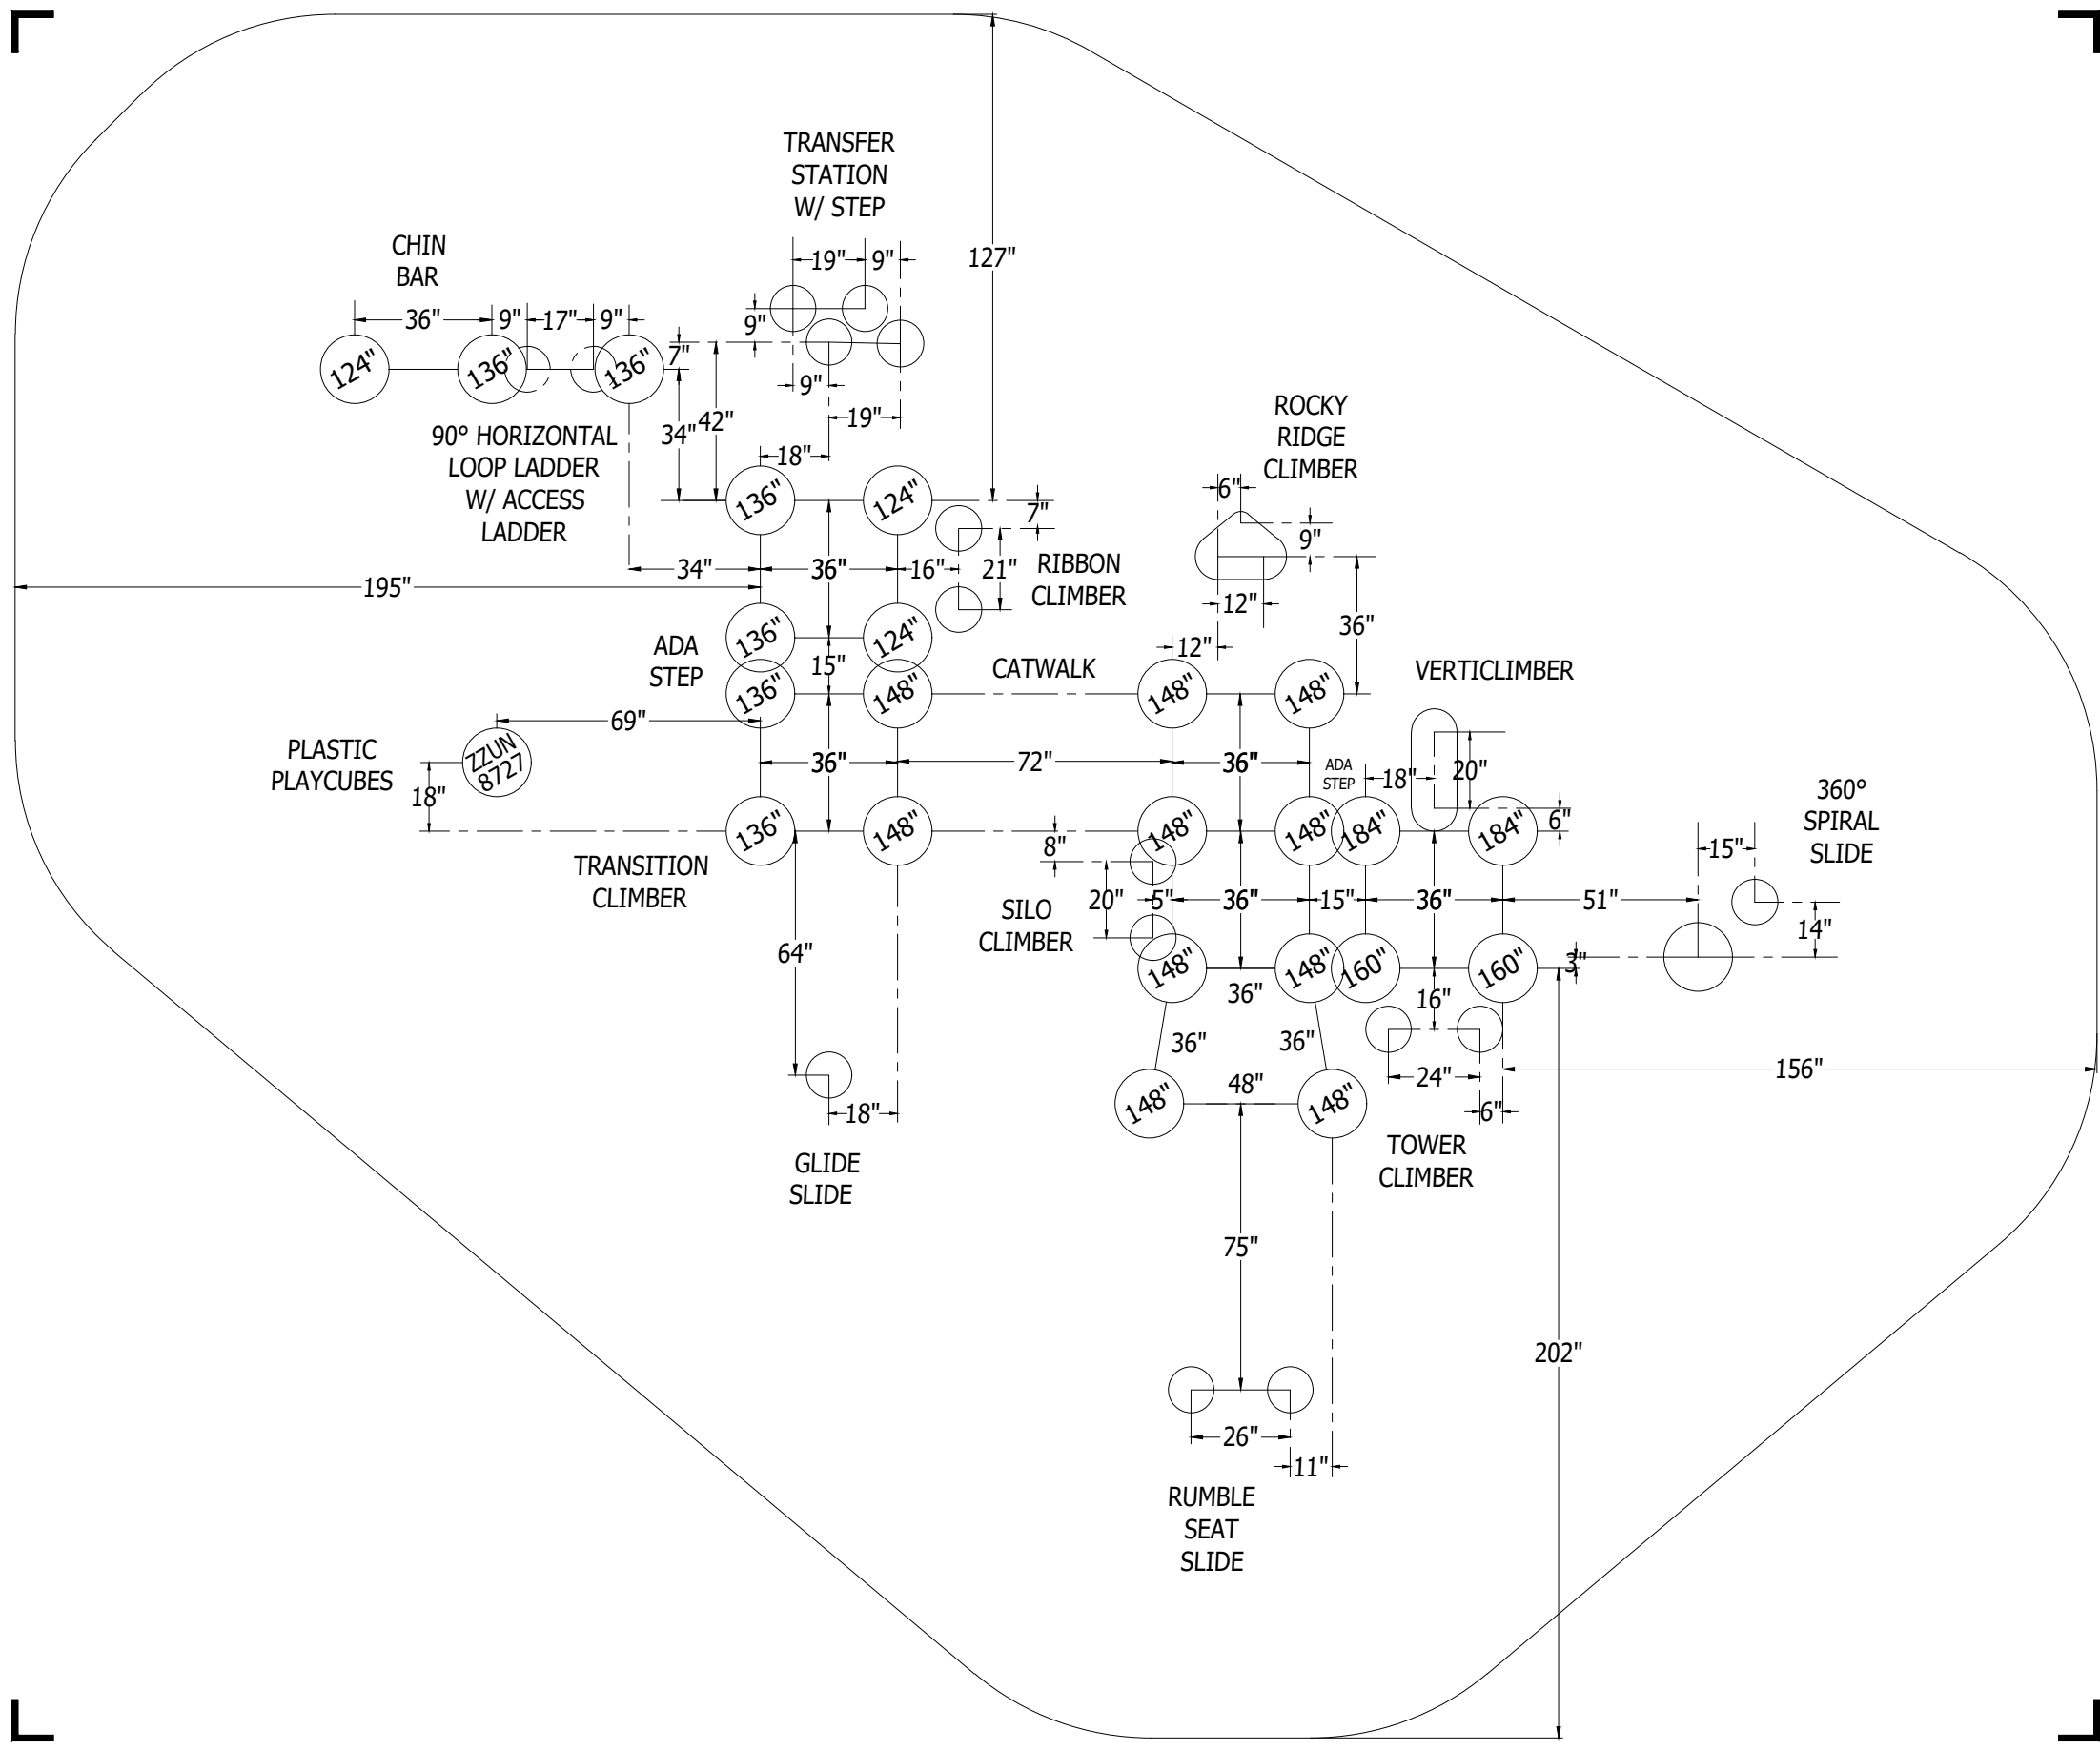 TRANSFER
STATION
W/ STEP
127"
19" 9"
CHIN
BAR
36" 9" 17" 9"
9"
124" 136" 136" 7"
9"
19"
34" 42"
18"
90° HORIZONTAL
LOOP LADDER
W/ ACCESS
LADDER
ROCKY
RIDGE
CLIMBER
6"
9"
12"
36"
12"
136" 124"
7"
21"
RIBBON
CLIMBER
34" 36" 16"
195"
136" 124"
ADA
STEP
15"
136" 148"
CATWALK
148" 148"
VERTICLIMBER
69"
PLASTIC
PLAYCUBES
ZZUN
8727
18"
36" 72" 36"
ADA
STEP
18" 20"
6"
360°
SPIRAL
SLIDE
15"
14"
136" 148" 148" 148" 184" 184"
TRANSITION
CLIMBER
8"
20" 5" 36" 15" 36" 51"
SILO
CLIMBER
64"
148" 148" 160" 160" 3"
36"
16"
36" 36"
24"
6"
156"
148" 48" 148"
18"
GLIDE
SLIDE
TOWER
CLIMBER
75"
202"
26"
11"
RUMBLE
SEAT
SLIDE